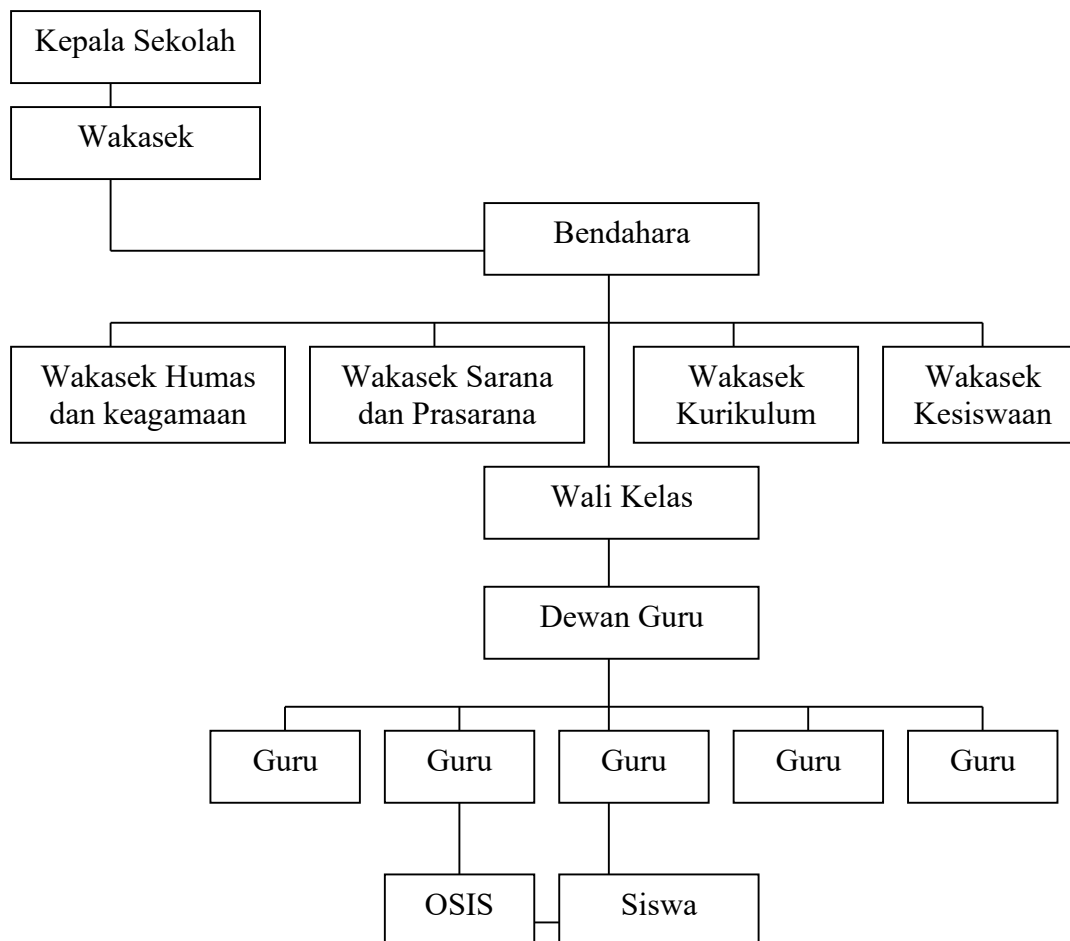 Kepala Sekolah
Wakasek
Bendahara
Wakasek Humas
dan keagamaan
Wakasek Sarana
dan Prasarana
Wakasek
Kurikulum
Wakasek
Kesiswaan
Wali Kelas
Dewan Guru
Guru
Guru
Guru
Guru
Guru
OSIS
Siswa